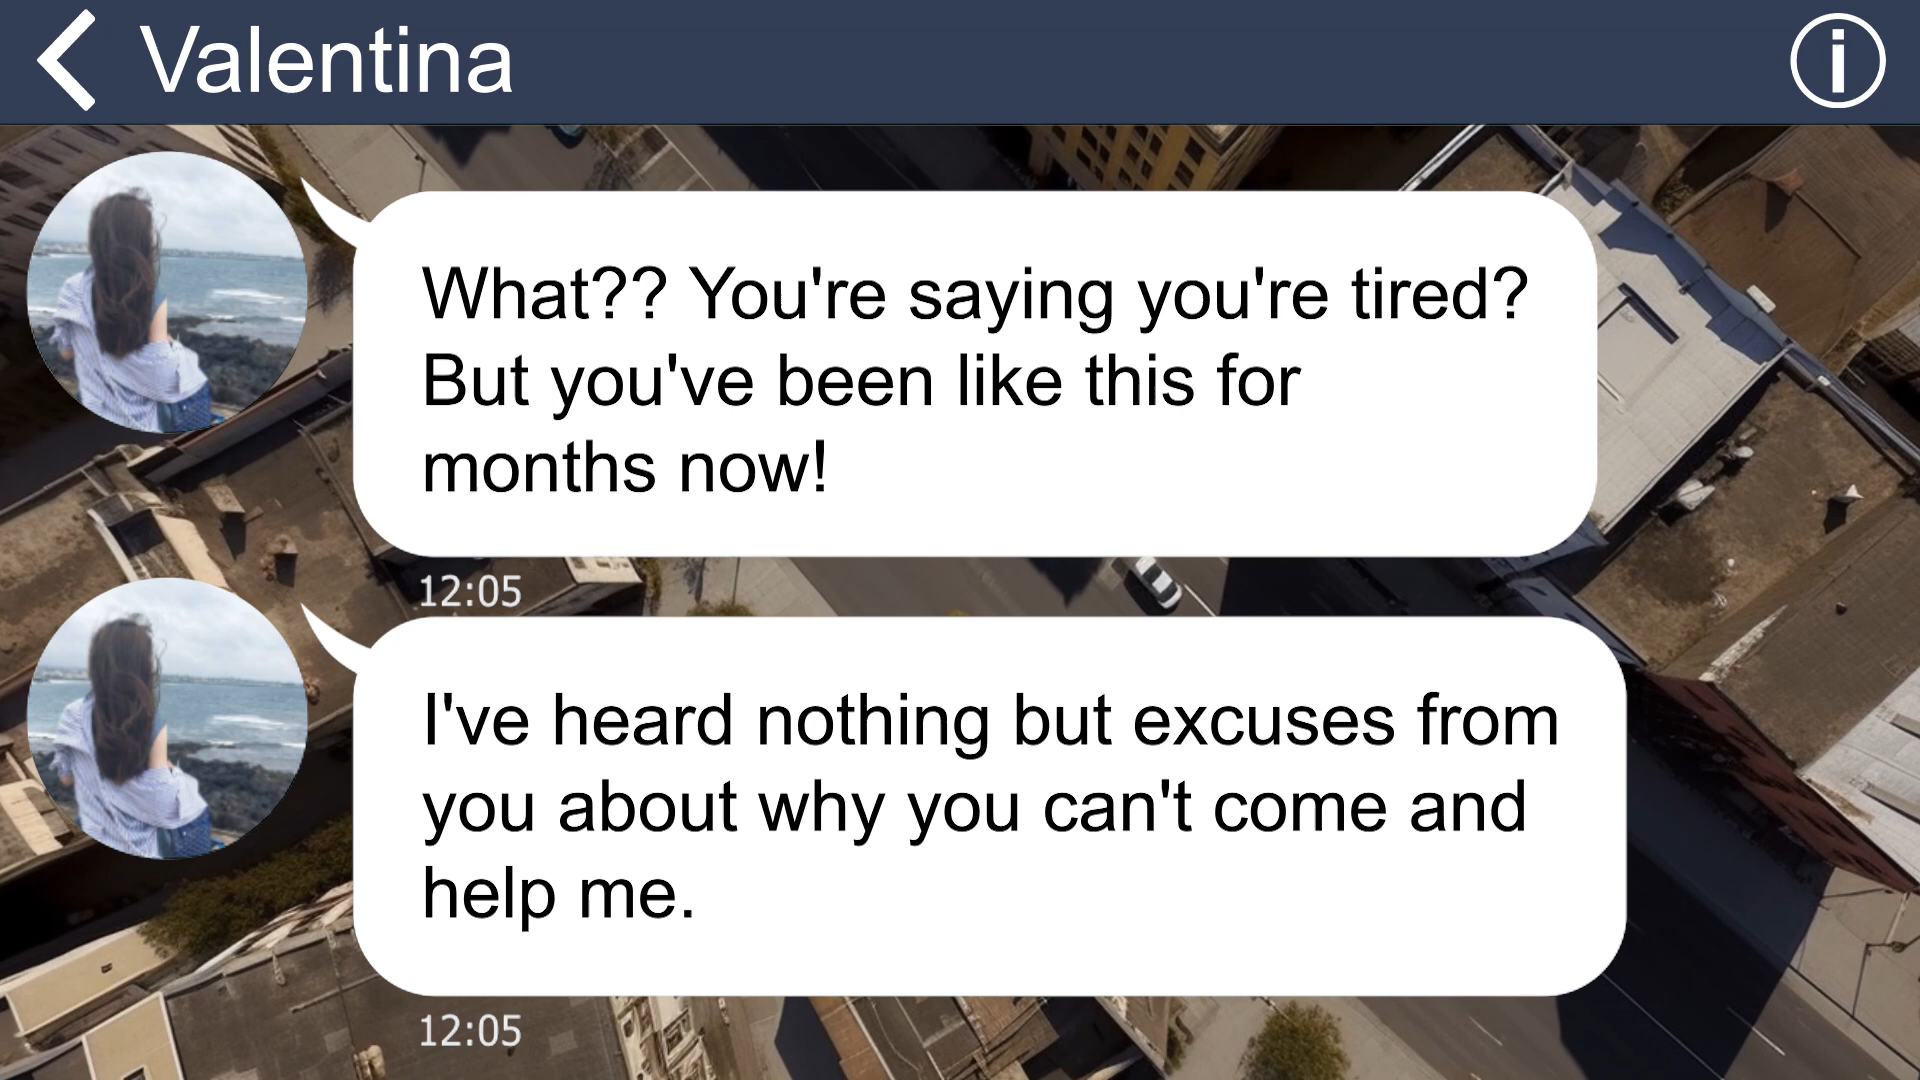 Valentina
What?? You're saying you're tired?
But you've been like this for
months now!
12:05
I've heard nothing but excuses from
you about why you can't come and
help me.
12:05